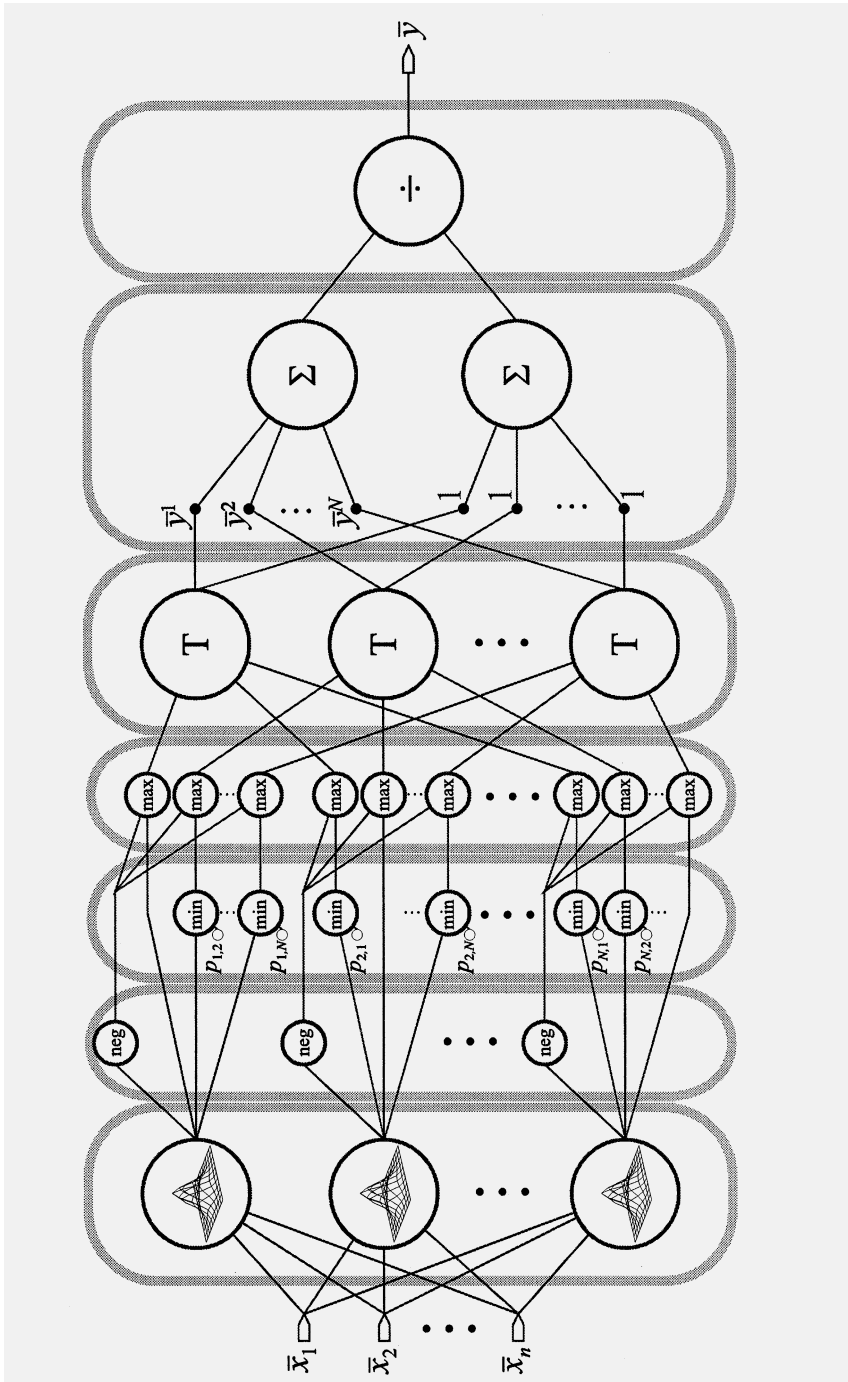 x̄₁
x̄₂
• • •
x̄ₙ
• • •
neg
neg
• • •
neg
min
p₁,₂
...
min
p₁,N
min
p₂,₁
...
min
p₂,N
• • •
min
pN,₁
min
pN,₂
...
max
max
...
max
max
max
...
max
• • •
max
max
...
max
T
T
• • •
T
ȳ¹
ȳ²
...
ȳᴺ
1
1
...
1
Σ
Σ
÷
ȳ